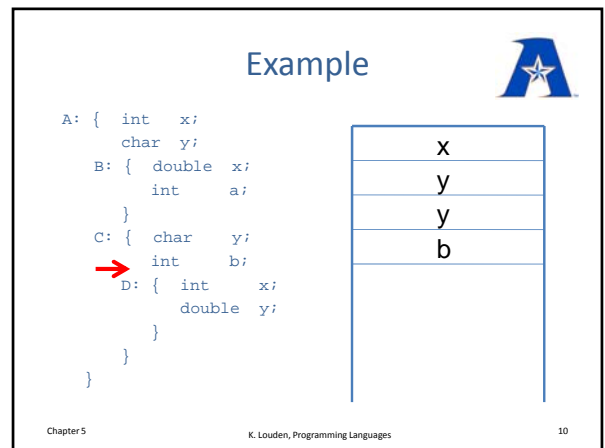 Example
A: { int x;
char y;
B: { double x;
int a;
}
C: { char y;
int b;
D: { int x;
double y;
}
}
}
x
y
y
b
Chapter 5
K. Louden, Programming Languages
10